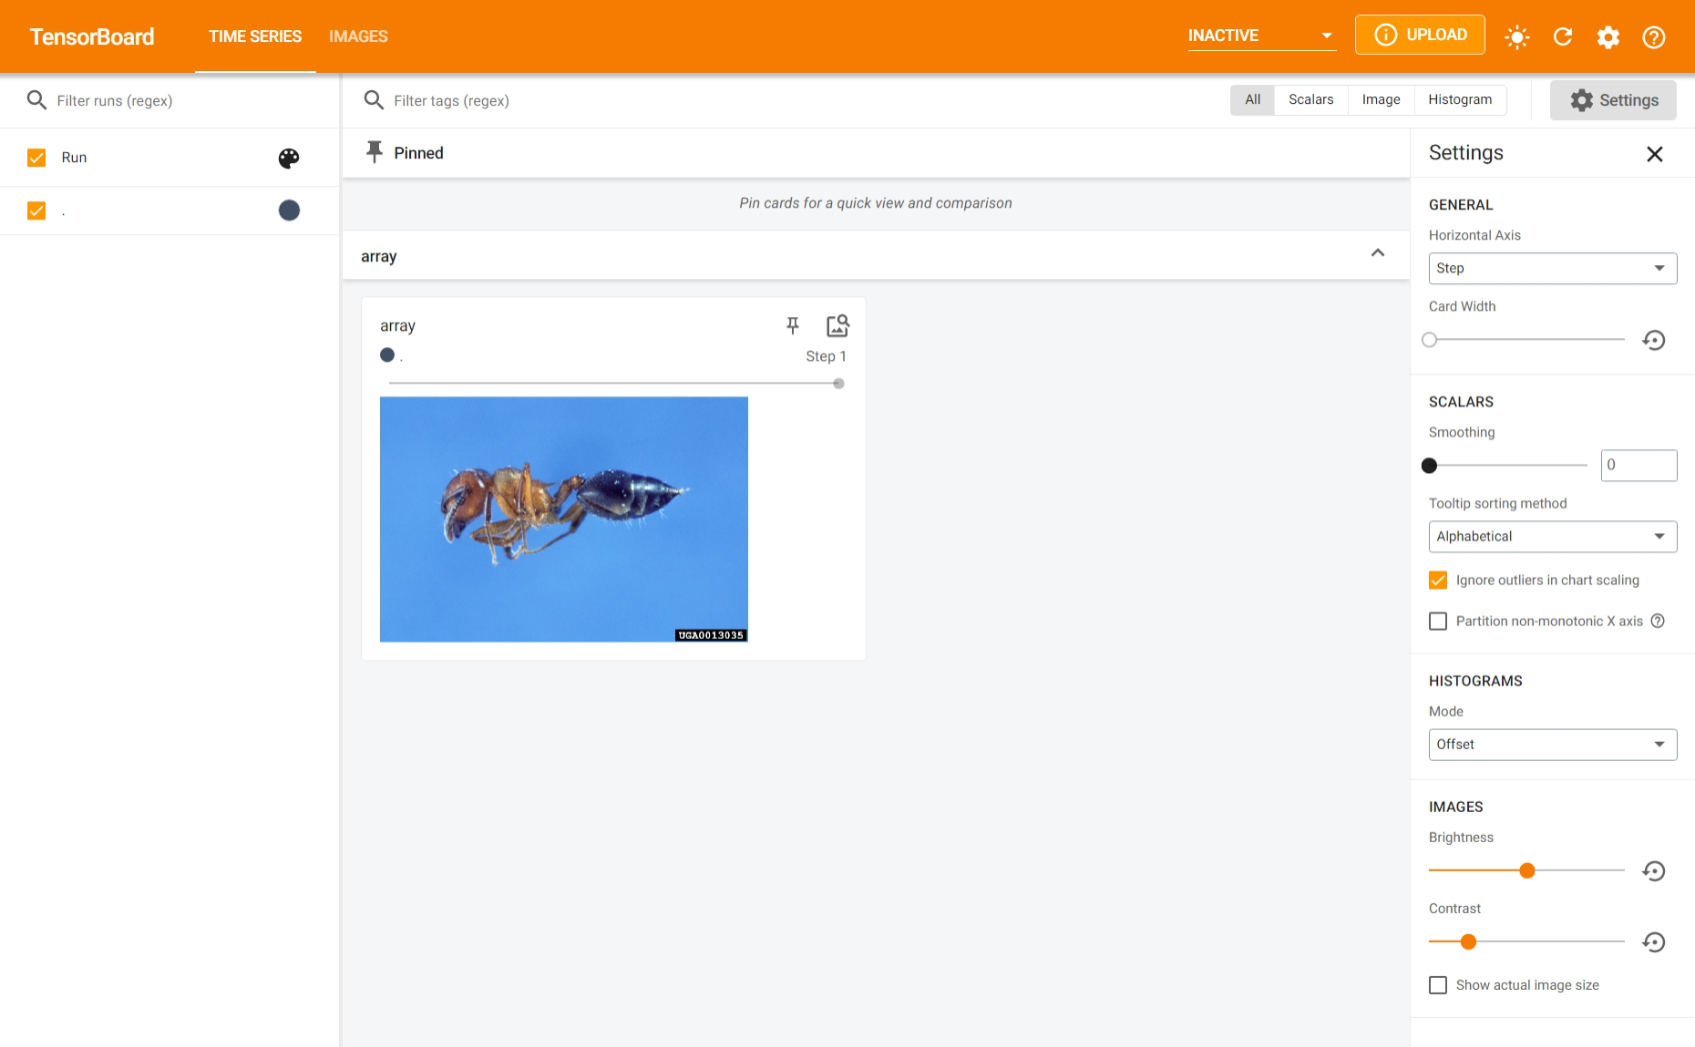 TensorBoard
TIME SERIES
IMAGES
INACTIVE
UPLOAD
Filter runs (regex)
Run
.
Filter tags (regex)
All
Scalars
Image
Histogram
Settings
Pinned
Pin cards for a quick view and comparison
array
array
.
Step 1
UGA0013035
Settings
GENERAL
Horizontal Axis
Step
Card Width
SCALARS
Smoothing
0
Tooltip sorting method
Alphabetical
Ignore outliers in chart scaling
Partition non-monotonic X axis
HISTOGRAMS
Mode
Offset
IMAGES
Brightness
Contrast
Show actual image size